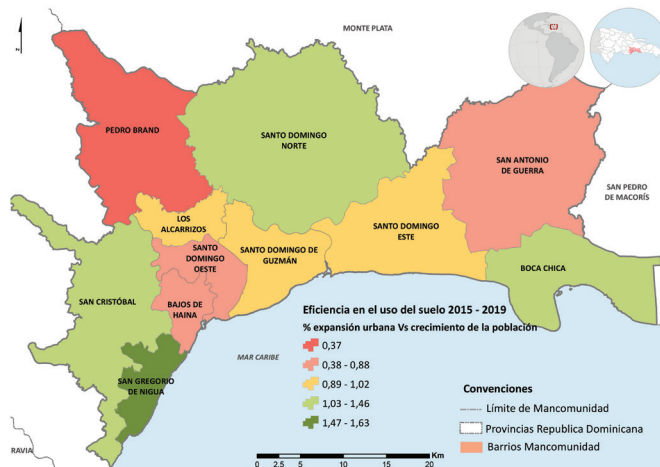 MONTE PLATA
PEDRO BRAND
SANTO DOMINGO
NORTE
SAN ANTONIO
DE GUERRA
SAN PEDRO
DE MACORÍS
LOS
ALCARRIZOS
SANTO DOMINGO
ESTE
SANTO DOMINGO DE
GUZMÁN
SANTO
DOMINGO
OESTE
BOCA CHICA
SAN CRISTÓBAL
BAJOS DE
HAINA
MAR CARIBE
SAN GREGORIO
DE NIGUA
RAVIA
Eficiencia en el uso del suelo 2015 - 2019
% expansión urbana Vs crecimiento de la población
0,37
0,38 - 0,88
0,89 - 1,02
1,03 - 1,46
1,47 - 1,63
Convenciones
Límite de Mancomunidad
Provincias Republica Dominicana
Barrios Mancomunidad
Km
0 2.5 5 10 15 20